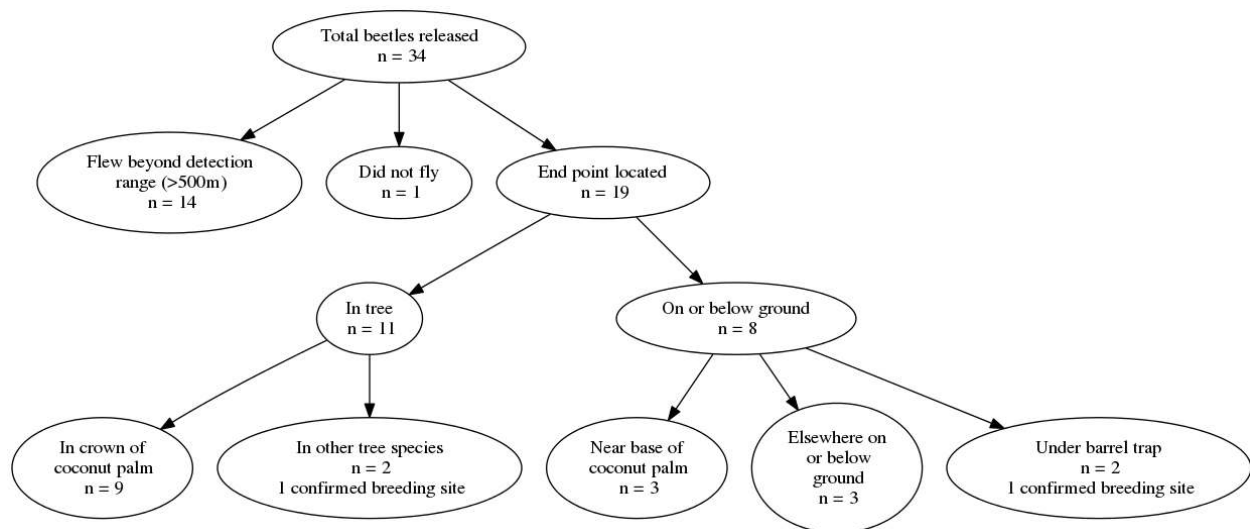 Total beetles released
n = 34
Flew beyond detection
range (>500m)
n = 14
Did not fly
n = 1
End point located
n = 19
In tree
n = 11
On or below ground
n = 8
In crown of
coconut palm
n = 9
In other tree species
n = 2
1 confirmed breeding site
Near base of
coconut palm
n = 3
Elsewhere on
or below
ground
n = 3
Under barrel trap
n = 2
1 confirmed breeding site